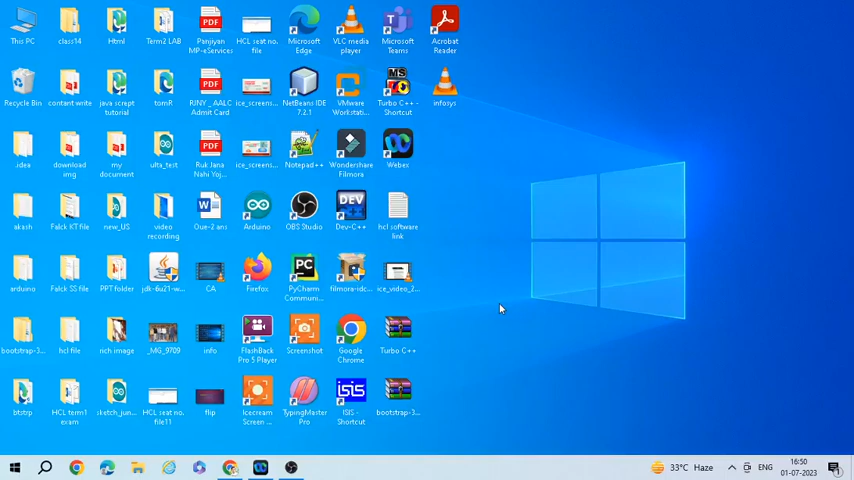 This PC
class14
Html
Term2 LAB
Panjiyan
MP-eServices
HCL seat no.
file
Microsoft
Edge
VLC media
player
Microsoft
Teams
Acrobat
Reader
Recycle Bin
contant write
java script
tutorial
tomR
RJNY _ AALC
Admit Card
ice_screens...
NetBeans IDE
7.2.1
VMware
Workstati...
Turbo C++ -
Shortcut
infosys
.idea
download
img
my
document
ulta_test
Ruk Jana
Nahi Yoj...
ice_screens...
Notepad++
Wondershare
Filmora
Webex
akash
Falck KT file
new_US
video
recording
Oue-2 ans
Arduino
OBS Studio
Dev-C++
hcl software
link
arduino
Falck SS file
PPT folder
jdk-6u21-w...
CA
Firefox
PyCharm
Communi...
filmora-idc...
ice_video_2...
bootstrap-3...
hcl file
rich image
_MG_9709
info
FlashBack
Pro 5 Player
Screenshot
Google
Chrome
Turbo C++
btstrp
HCL term1
exam
sketch_jun...
HCL seat no.
file11
flip
Icecream
Screen ...
TypingMaster
Pro
ISIS -
Shortcut
bootstrap-3...
33°C Haze
ENG
16:50
01-07-2023